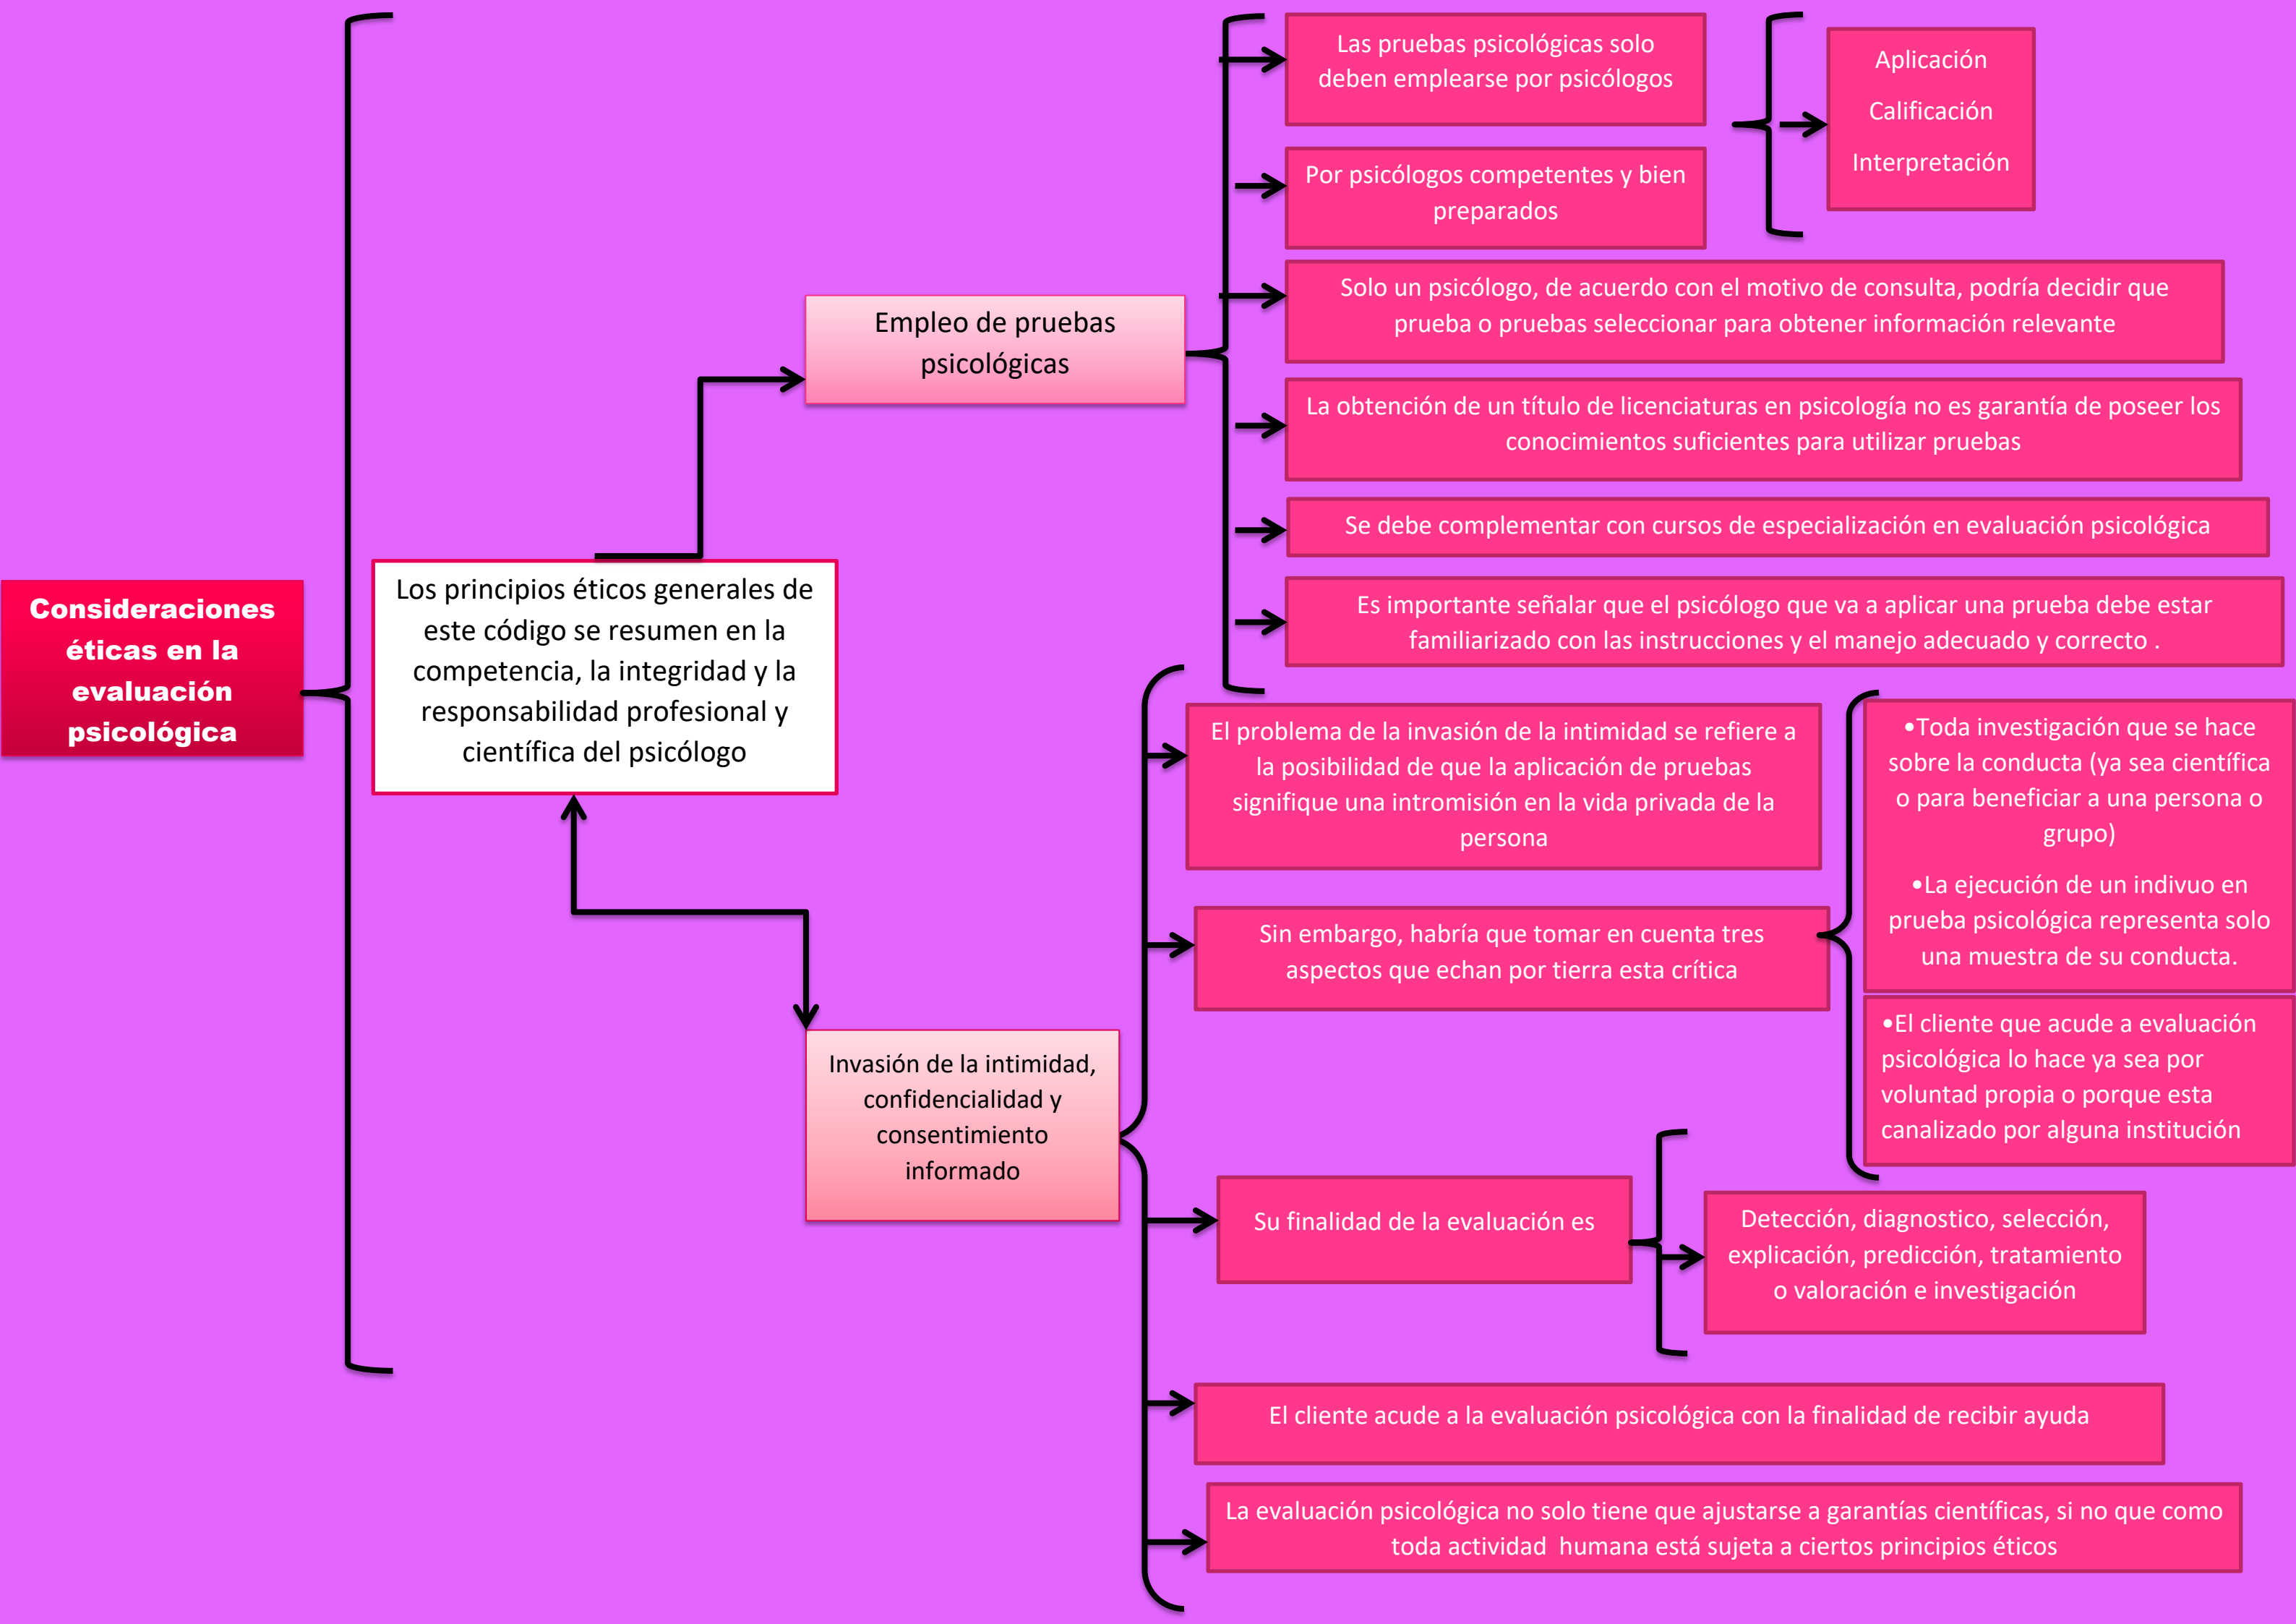 Consideraciones
éticas en la
evaluación
psicológica
Los principios éticos generales de
este código se resumen en la
competencia, la integridad y la
responsabilidad profesional y
científica del psicólogo
Empleo de pruebas
psicológicas
Las pruebas psicológicas solo
deben emplearse por psicólogos
Por psicólogos competentes y bien
preparados
Aplicación
Calificación
Interpretación
Solo un psicólogo, de acuerdo con el motivo de consulta, podría decidir que
prueba o pruebas seleccionar para obtener información relevante
La obtención de un título de licenciaturas en psicología no es garantía de poseer los
conocimientos suficientes para utilizar pruebas
Se debe complementar con cursos de especialización en evaluación psicológica
Es importante señalar que el psicólogo que va a aplicar una prueba debe estar
familiarizado con las instrucciones y el manejo adecuado y correcto .
Invasión de la intimidad,
confidencialidad y
consentimiento
informado
El problema de la invasión de la intimidad se refiere a
la posibilidad de que la aplicación de pruebas
signifique una intromisión en la vida privada de la
persona
Sin embargo, habría que tomar en cuenta tres
aspectos que echan por tierra esta crítica
•Toda investigación que se hace
sobre la conducta (ya sea científica
o para beneficiar a una persona o
grupo)
•La ejecución de un indivuo en
prueba psicológica representa solo
una muestra de su conducta.
•El cliente que acude a evaluación
psicológica lo hace ya sea por
voluntad propia o porque esta
canalizado por alguna institución
Su finalidad de la evaluación es
Detección, diagnostico, selección,
explicación, predicción, tratamiento
o valoración e investigación
El cliente acude a la evaluación psicológica con la finalidad de recibir ayuda
La evaluación psicológica no solo tiene que ajustarse a garantías científicas, si no que como
toda actividad  humana está sujeta a ciertos principios éticos